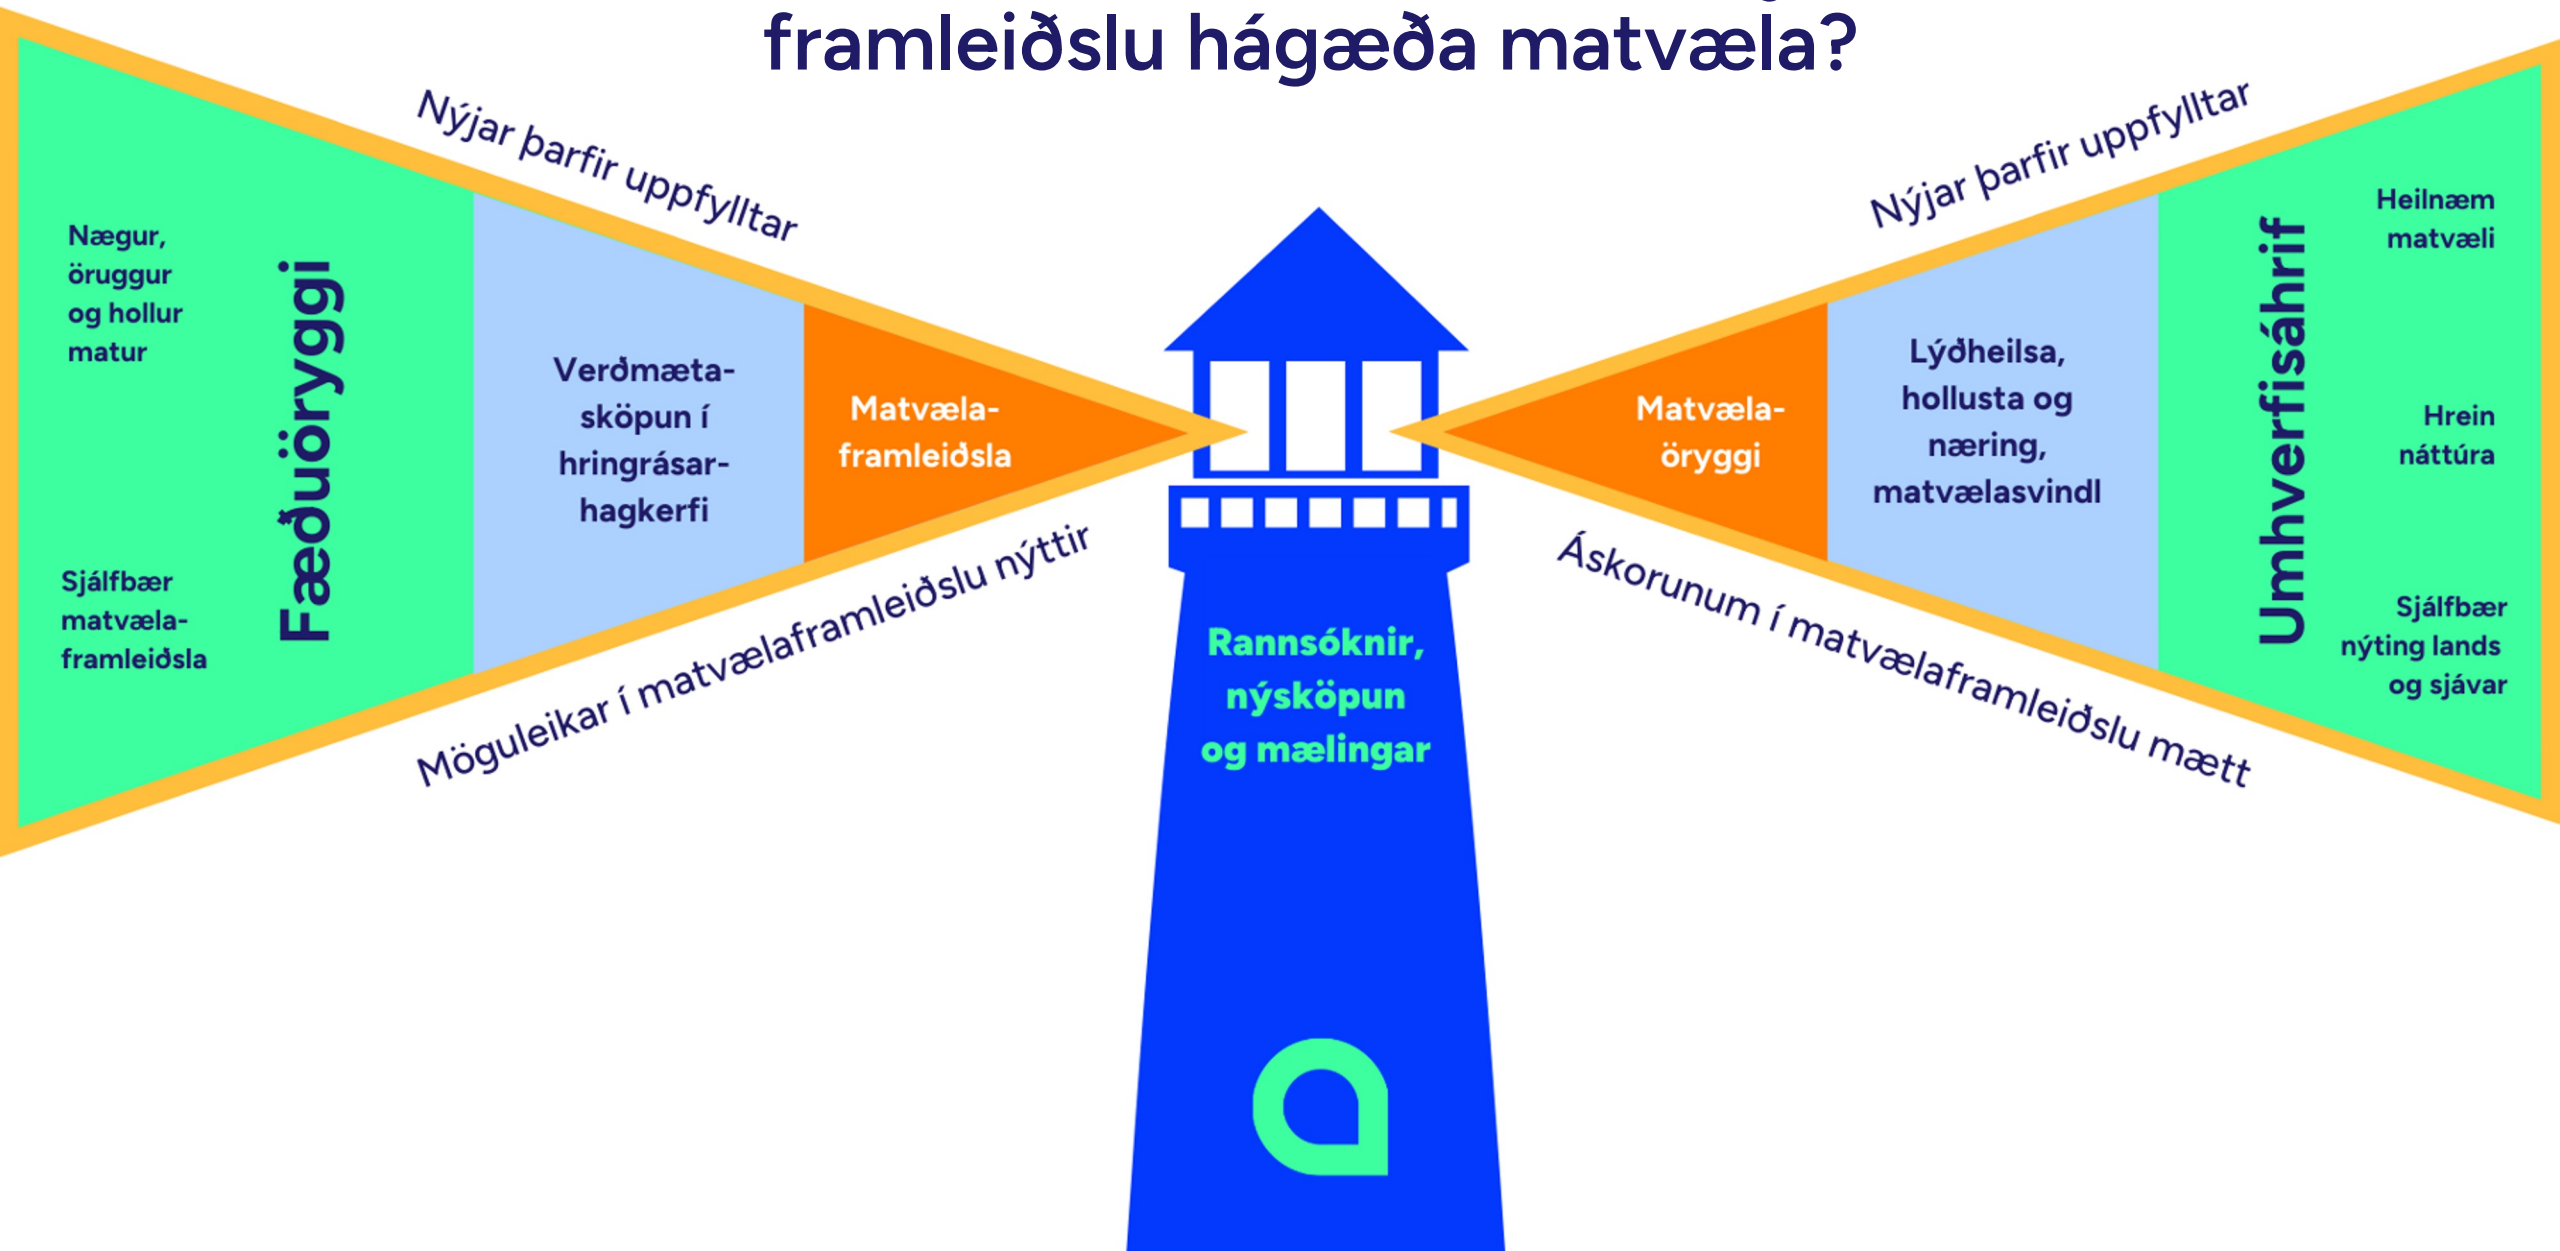 framleiðslu hágæða matvæla?
Nýjar þarfir uppfylltar
Nægur,
öruggur
og hollur
matur
Sjálfbær
matvæla-
framleiðsla
Fæðuöryggi
Verðmæta-
sköpun í
hringrásar-
hagkerfi
Matvæla-
framleiðsla
Möguleikar í matvælaframleiðslu nýttir
Rannsóknir,
nýsköpun
og mælingar
Nýjar þarfir uppfylltar
Matvæla-
öryggi
Lýðheilsa,
hollusta og
næring,
matvælasvindl
Umhverfisáhrif
Heilnæm
matvæli
Hrein
náttúra
Sjálfbær
nýting lands
og sjávar
Áskorunum í matvælaframleiðslu mætt